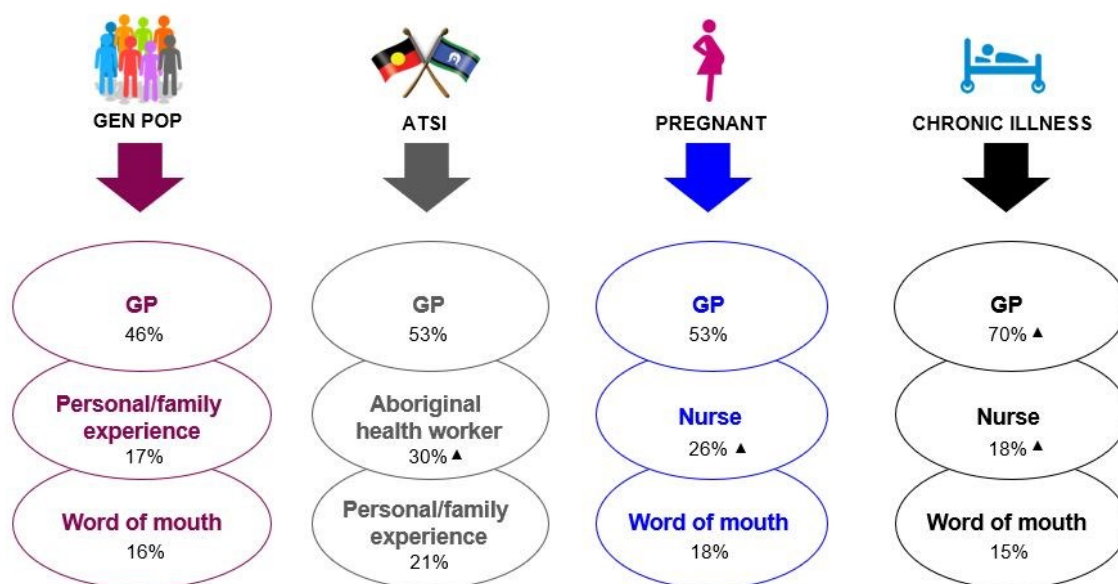 GEN POP
ATSI
PREGNANT
CHRONIC ILLNESS
GP
46%
Personal/family
experience
17%
Word of mouth
16%
GP
53%
Aboriginal
health worker
30% ▲
Personal/family
experience
21%
GP
53%
Nurse
26% ▲
Word of mouth
18%
GP
70% ▲
Nurse
18% ▲
Word of mouth
15%